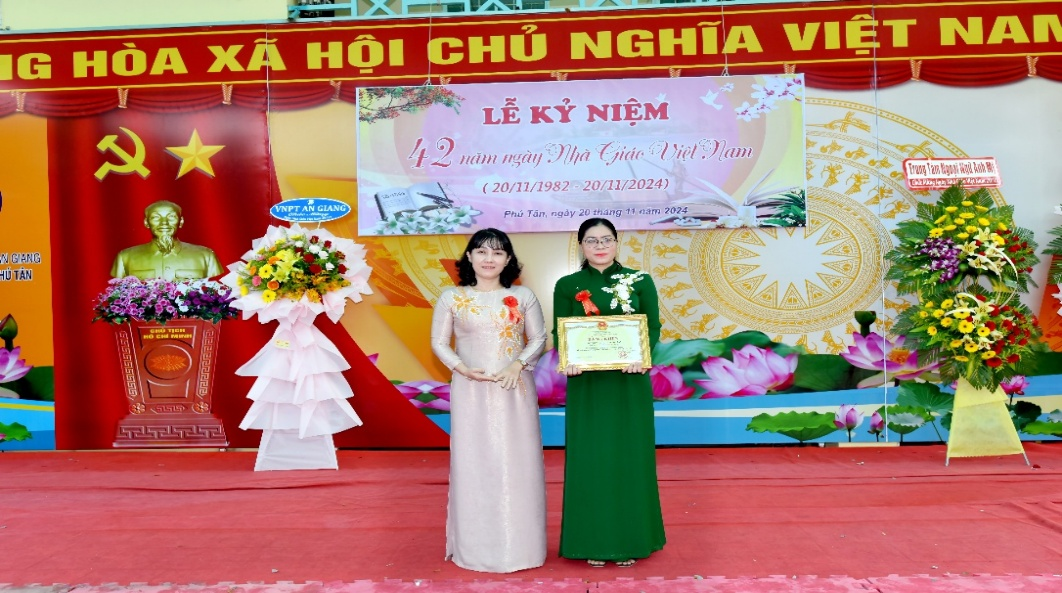 NG HÒA XÃ HỘI CHỦ NGHĨA VIỆT NAM
LỄ KỶ NIỆM
42 năm ngày Nhà Giáo Việt Nam
( 20/11/1982 - 20/11/2024)
Phú Tân, ngày 20 tháng 11 năm 2024
VNPT AN GIANG
Trung Tâm Ngoại Ngữ Anh Mỹ
N GIANG
HÚ TÂN
CHỦ TỊCH
HỒ CHÍ MINH